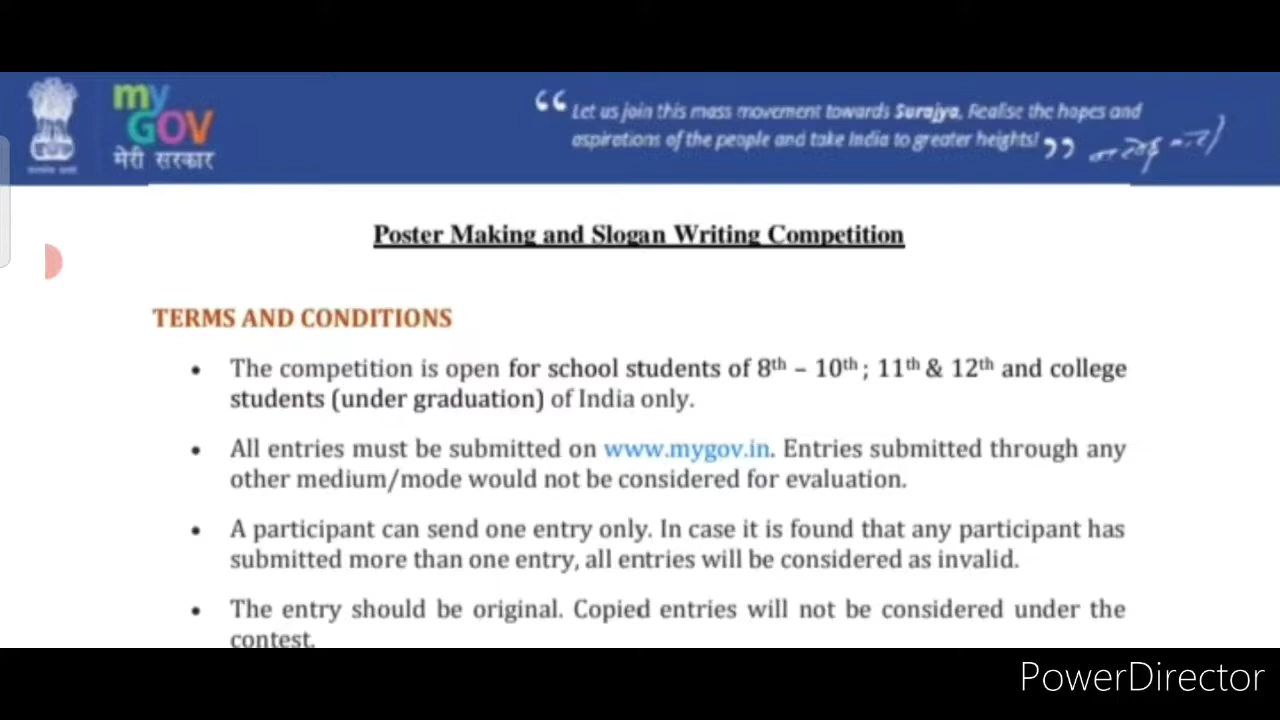 my
GOV
मेरी सरकार
“ Let us join this mass movement towards Surajya, Realise the hopes and
aspirations of the people and take India to greater heights! ”
Poster Making and Slogan Writing Competition
TERMS AND CONDITIONS
• The competition is open for school students of 8th – 10th ; 11th & 12th and college
students (under graduation) of India only.
• All entries must be submitted on www.mygov.in. Entries submitted through any
other medium/mode would not be considered for evaluation.
• A participant can send one entry only. In case it is found that any participant has
submitted more than one entry, all entries will be considered as invalid.
• The entry should be original. Copied entries will not be considered under the
contest.
PowerDirector